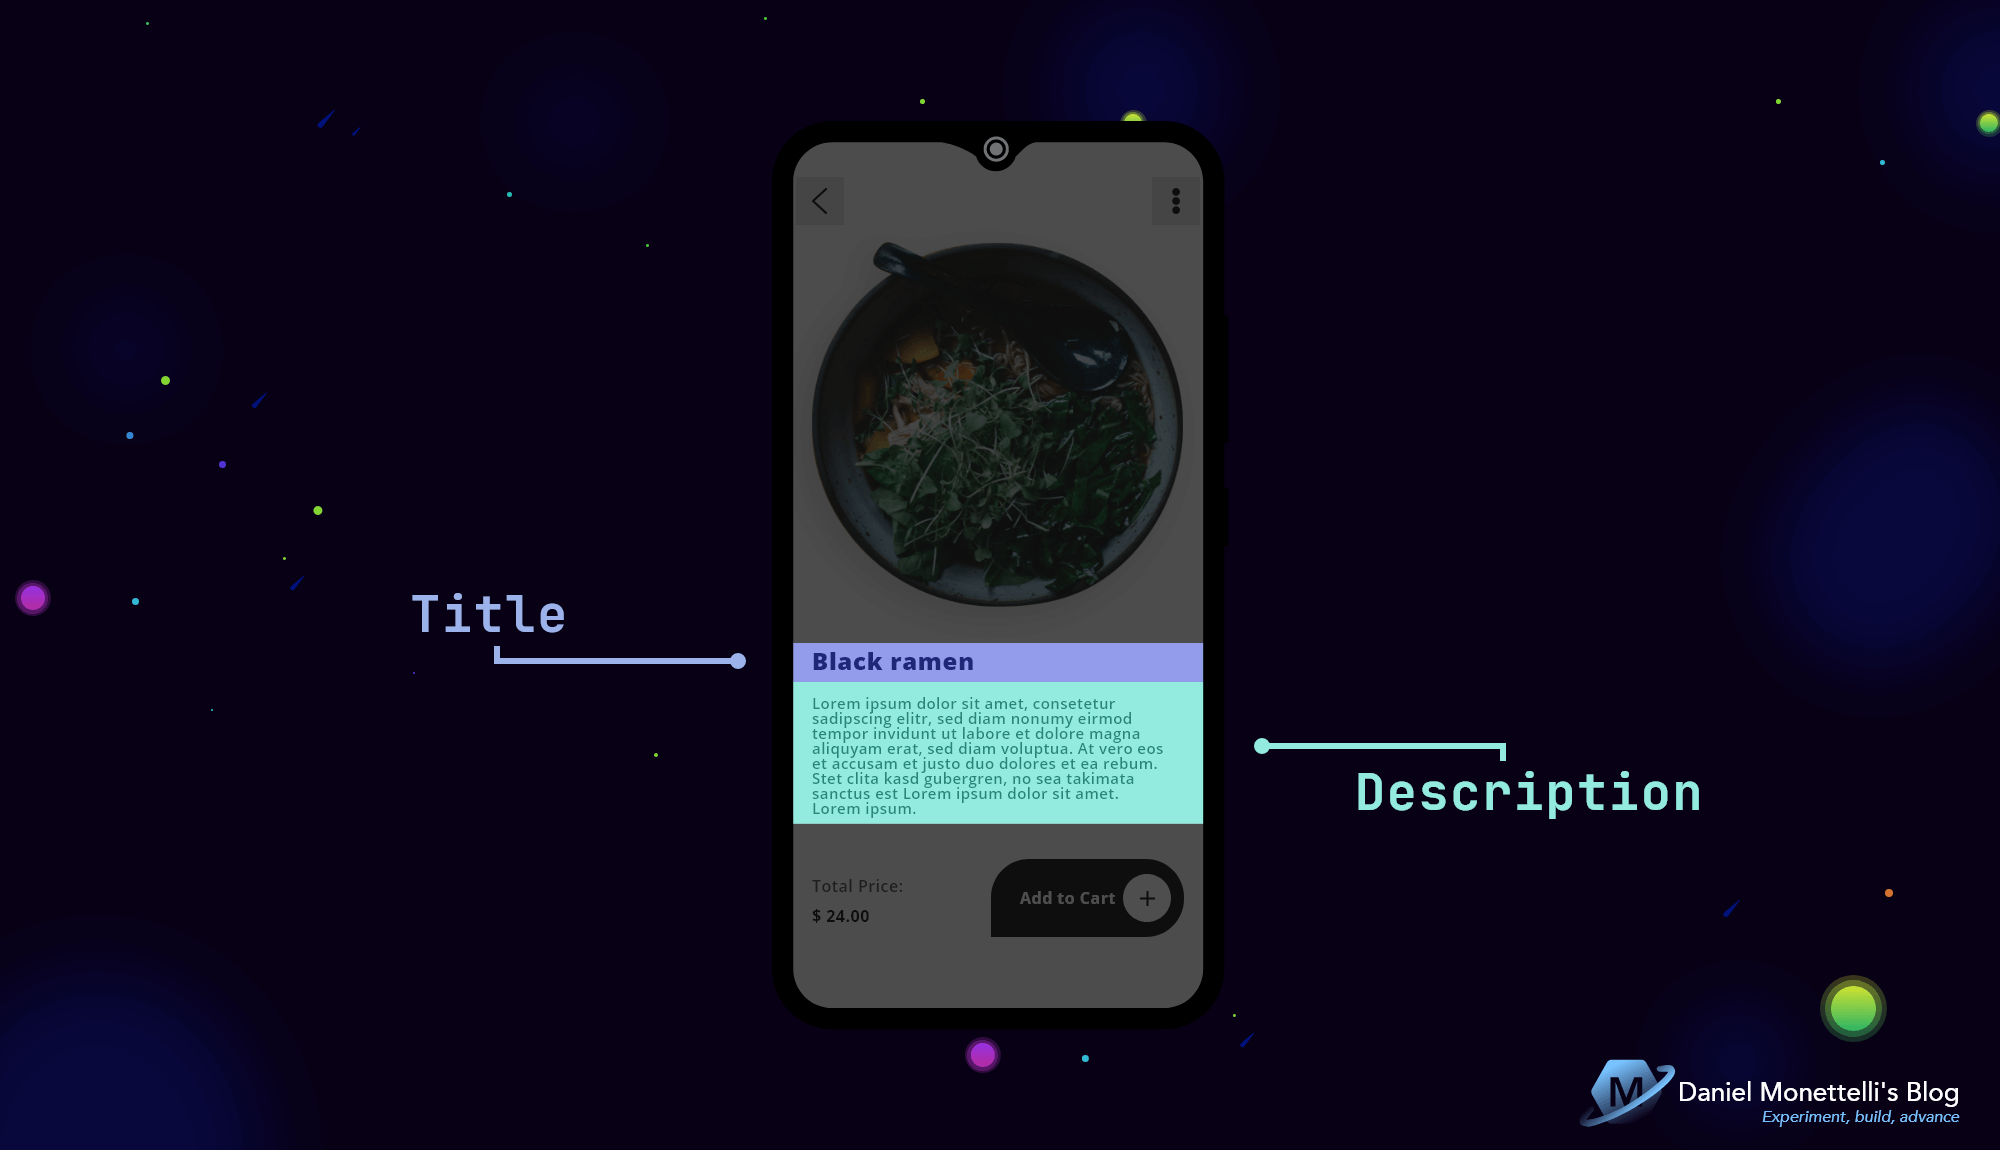 Title
Black ramen
Lorem ipsum dolor sit amet, consetetur
sadipscing elitr, sed diam nonumy eirmod
tempor invidunt ut labore et dolore magna
aliquyam erat, sed diam voluptua. At vero eos
et accusam et justo duo dolores et ea rebum.
Stet clita kasd gubergren, no sea takimata
sanctus est Lorem ipsum dolor sit amet.
Lorem ipsum.
Description
Total Price:
$ 24.00
Add to Cart +
M
Daniel Monettelli's Blog
Experiment, build, advance